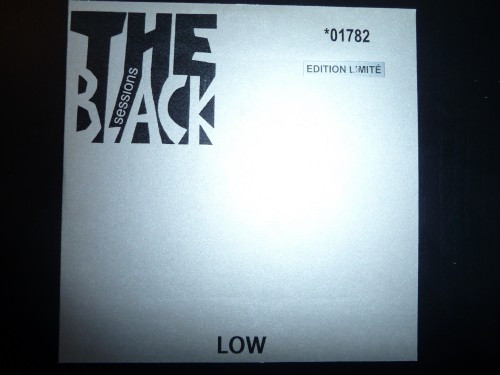 THE
BLACK
sessions
*01782
EDITION LIMITÉ
LOW